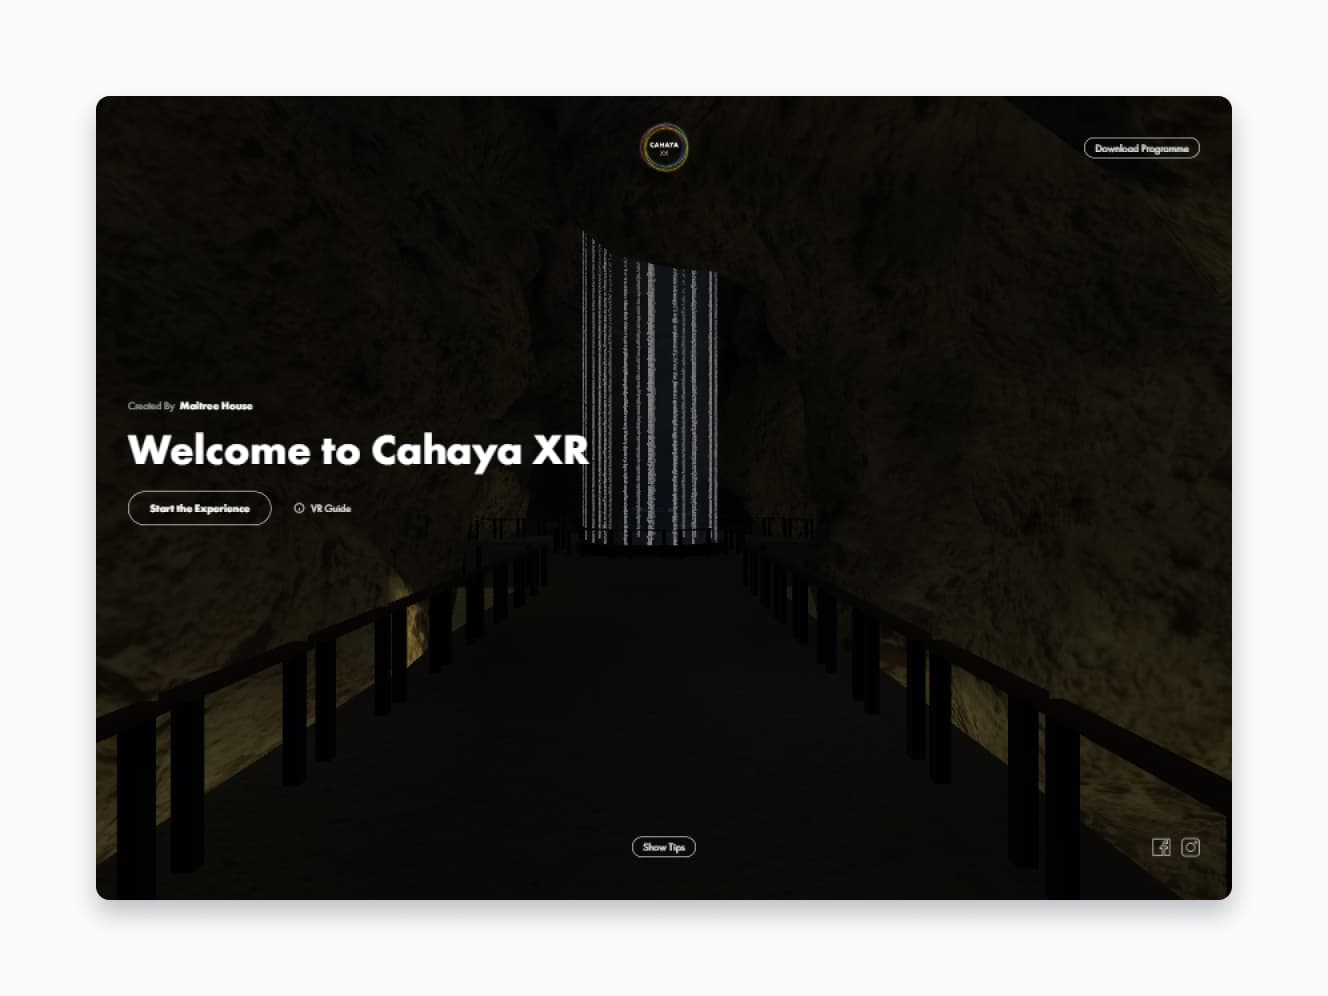 CAHAYA
XR
Download Programme
Created By Maitree House
Welcome to Cahaya XR
Start the Experience
VR Guide
Show Tips